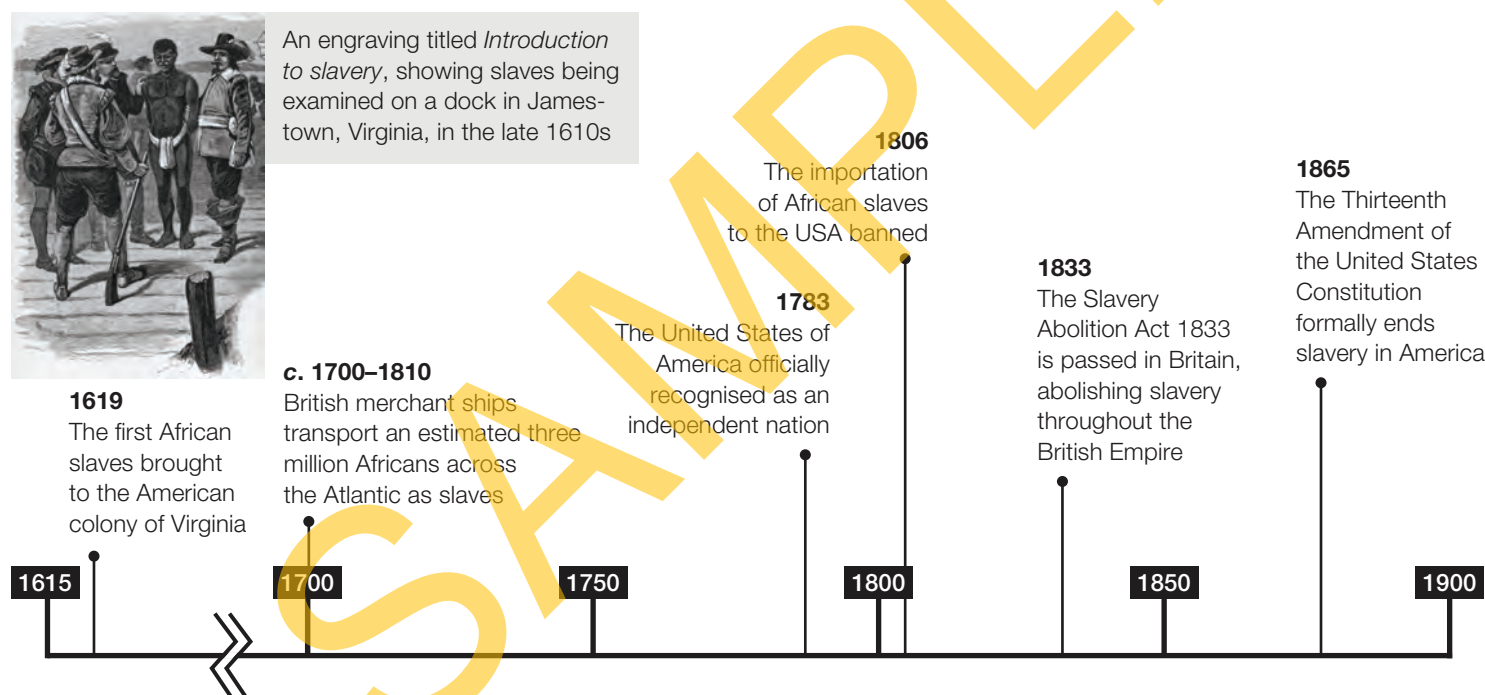 An engraving titled Introduction
to slavery, showing slaves being
examined on a dock in James-
town, Virginia, in the late 1610s
1619
The first African
slaves brought
to the American
colony of Virginia
c. 1700–1810
British merchant ships
transport an estimated three
million Africans across
the Atlantic as slaves
1783
The United States of
America officially
recognised as an
independent nation
1806
The importation
of African slaves
to the USA banned
1833
The Slavery
Abolition Act 1833
is passed in Britain,
abolishing slavery
throughout the
British Empire
1865
The Thirteenth
Amendment of
the United States
Constitution
formally ends
slavery in America
1615
1700
1750
1800
1850
1900
SAMPLE